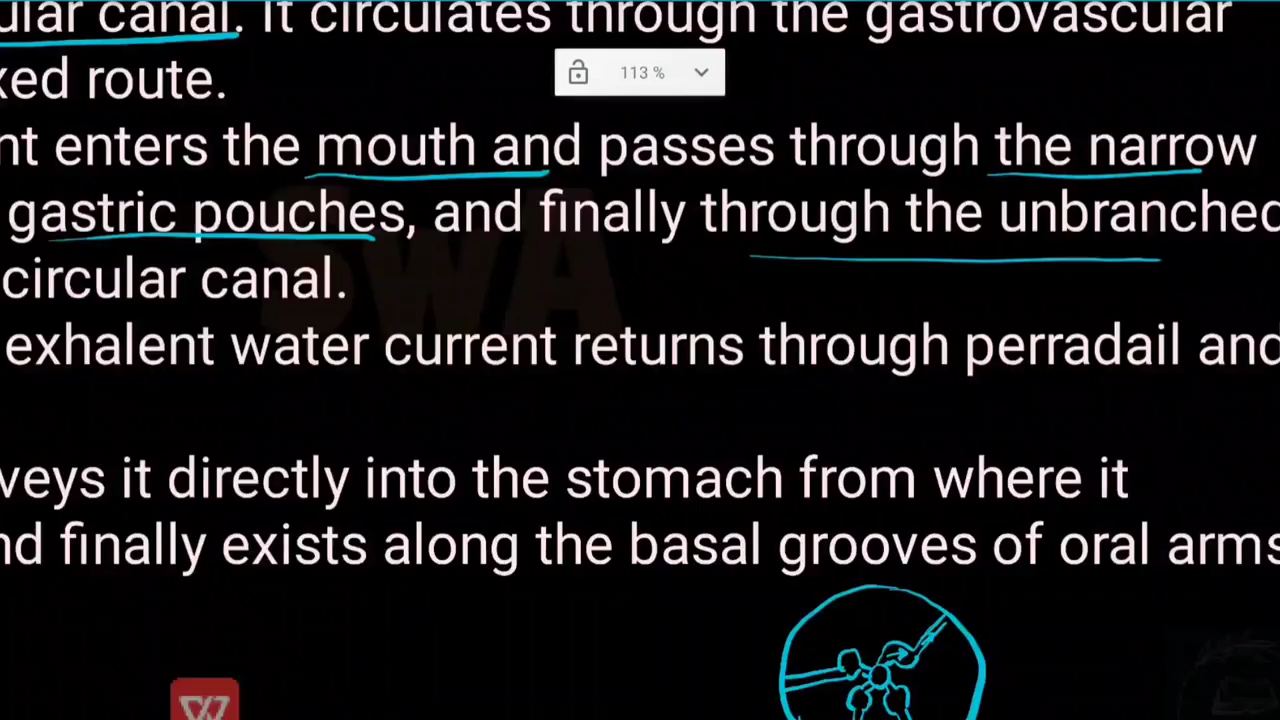 ular canal. It circulates through the gastrovascular
xed route.
113 %
nt enters the mouth and passes through the narrow
gastric pouches, and finally through the unbranched
circular canal.
SWA
exhalent water current returns through perradail and
veys it directly into the stomach from where it
nd finally exists along the basal grooves of oral arms